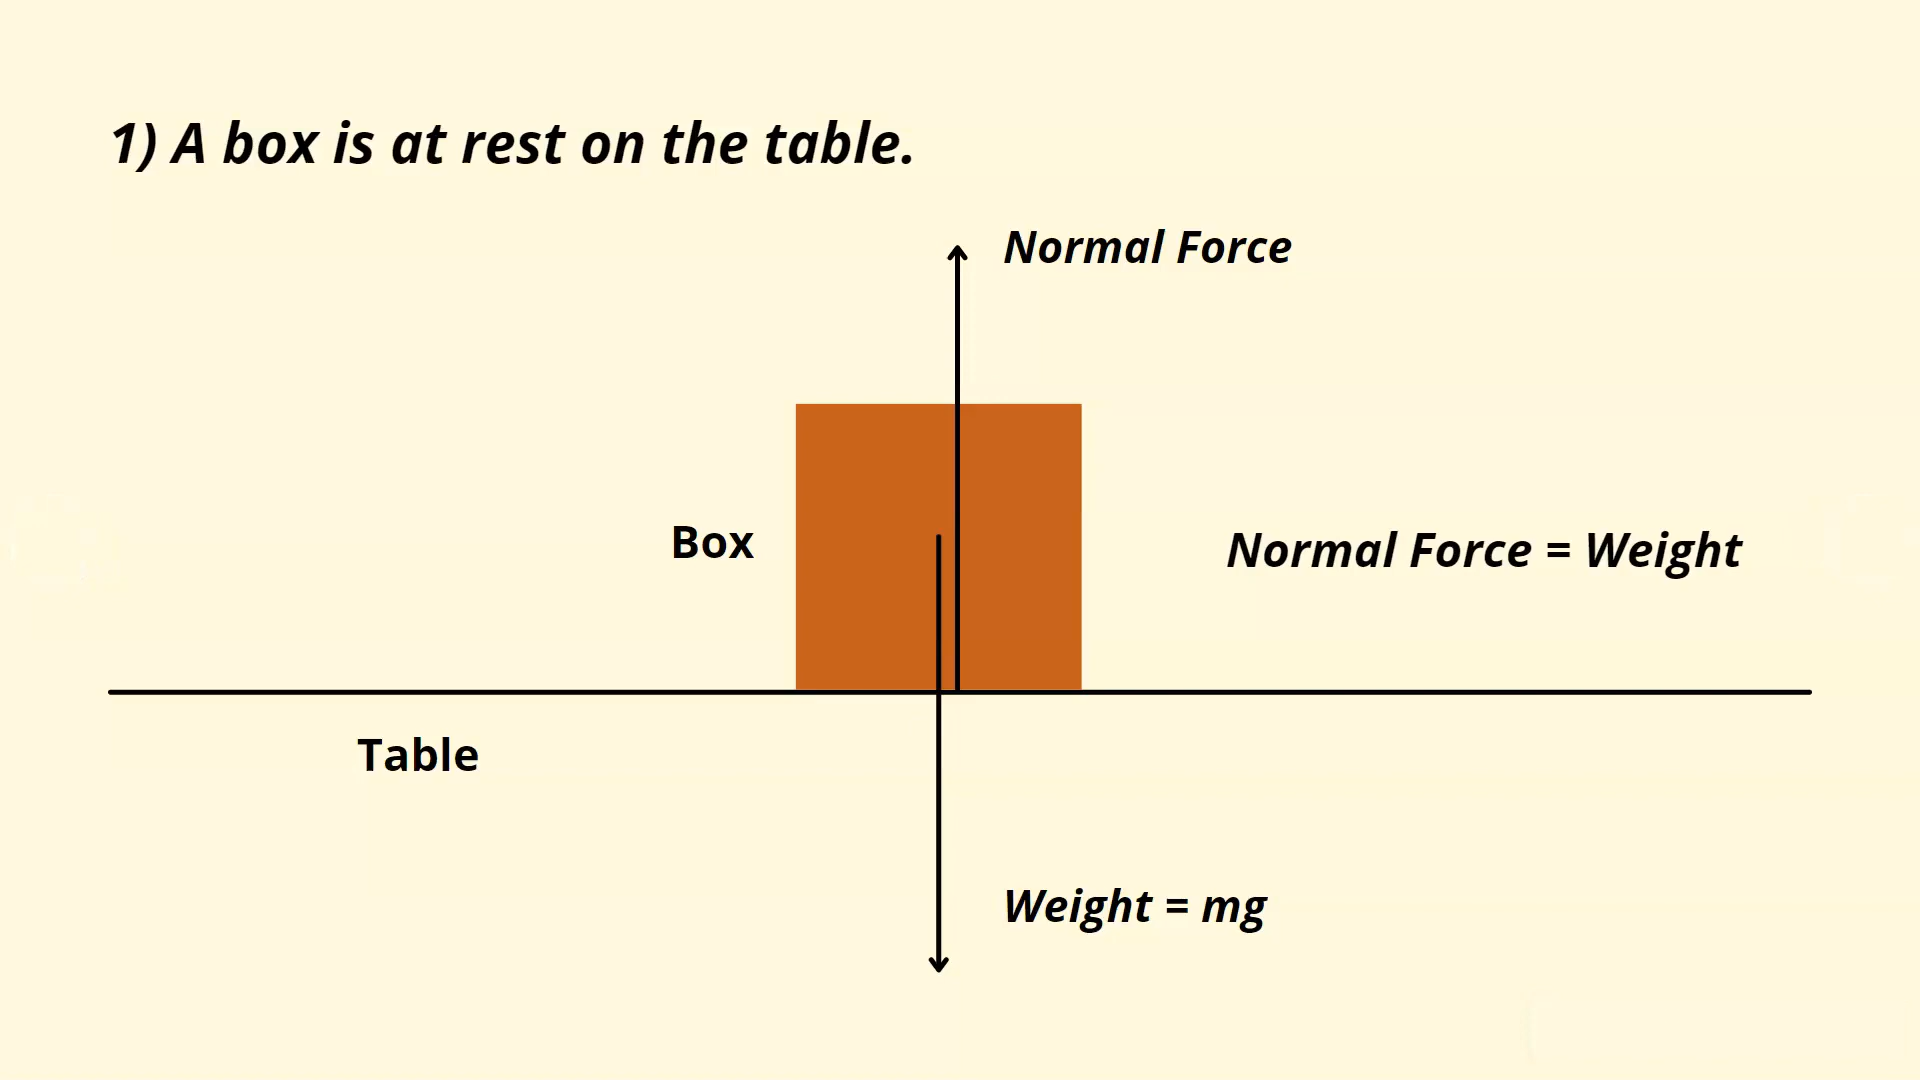 1) A box is at rest on the table.
Normal Force
Box
Normal Force = Weight
Table
Weight = mg